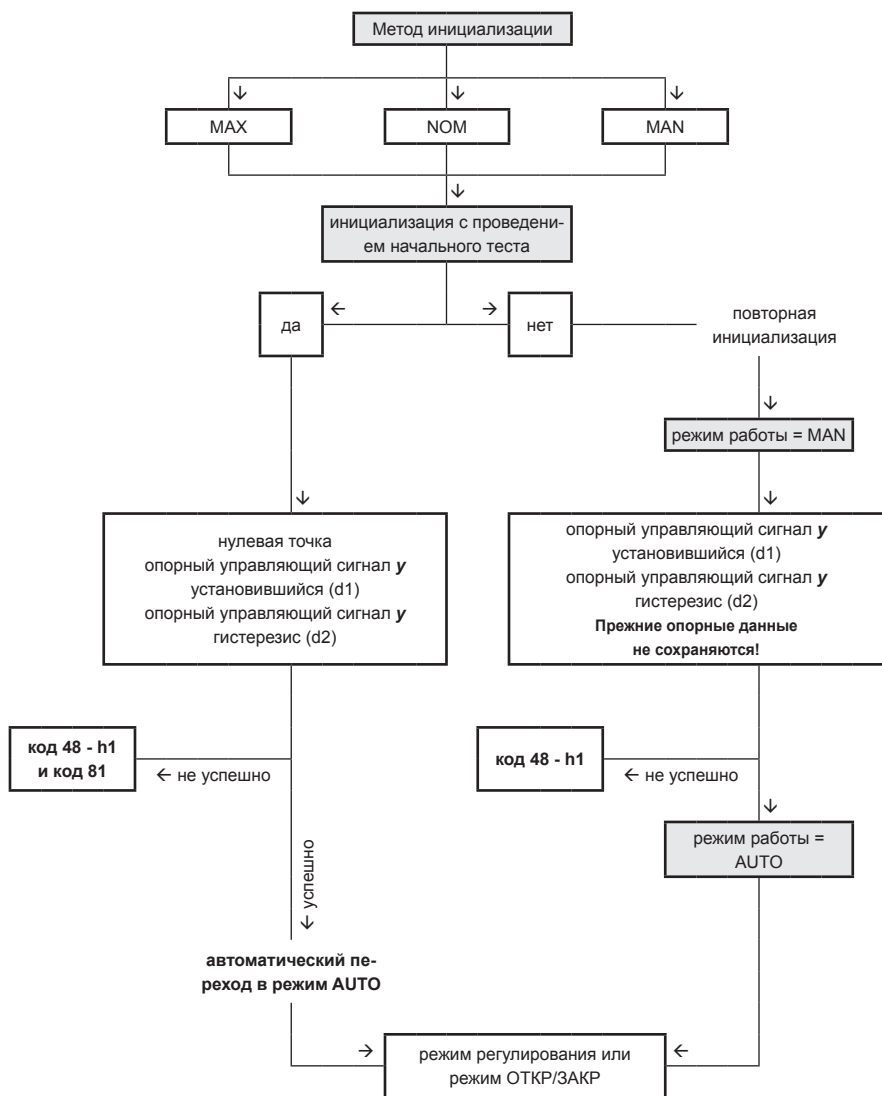 Метод инициализации
MAX
NOM
MAN
инициализация с проведени-
ем начального теста
да
нет
повторная
инициализация
режим работы = MAN
нулевая точка
опорный управляющий сигнал y
установившийся (d1)
опорный управляющий сигнал y
гистерезис (d2)
опорный управляющий сигнал y
установившийся (d1)
опорный управляющий сигнал y
гистерезис (d2)
Прежние опорные данные
не сохраняются!
код 48 - h1
и код 81
не успешно
код 48 - h1
не успешно
режим работы =
AUTO
успешно
автоматический пе-
реход в режим AUTO
режим регулирования или
режим ОТКР/ЗАКР